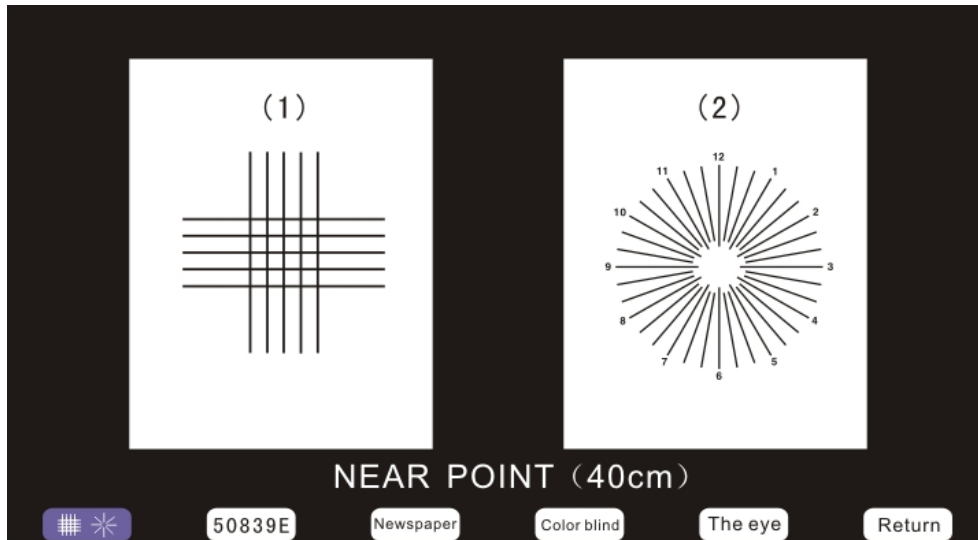 (1)
(2)
12
11
1
10
2
9
3
8
4
7
5
6
NEAR POINT（40cm）
50839E
Newspaper
Color blind
The eye
Return